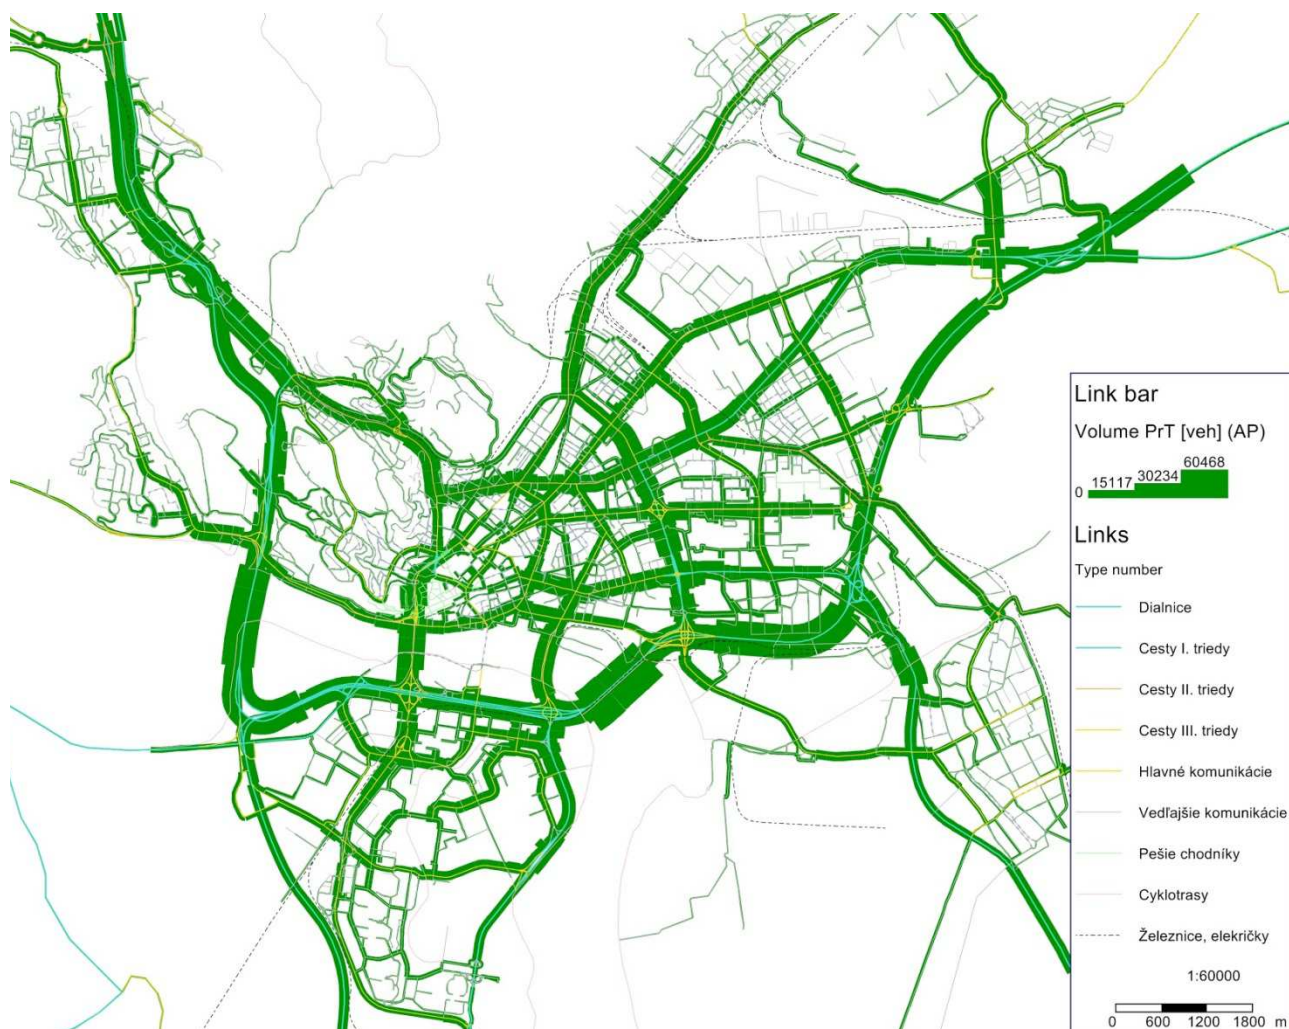 Link bar
Volume PrT [veh] (AP)
0 15117 30234 60468
Links
Type number
Dialnice
Cesty I. triedy
Cesty II. triedy
Cesty III. triedy
Hlavné komunikácie
Vedľajšie komunikácie
Pešie chodníky
Cyklotrasy
Železnice, elekričky
1:60000
0 600 1200 1800 m